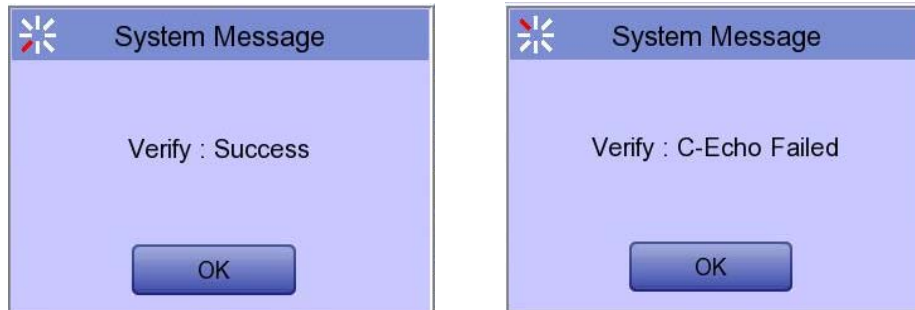 System Message
Verify : Success
OK
System Message
Verify : C-Echo Failed
OK